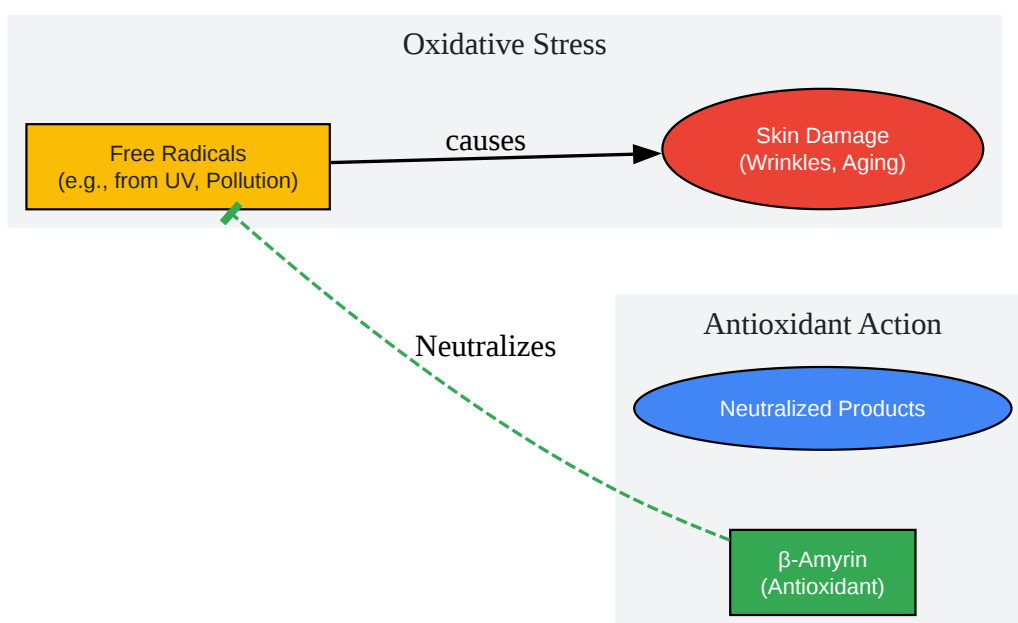 Oxidative Stress
Free Radicals
(e.g., from UV, Pollution)
causes
Skin Damage
(Wrinkles, Aging)
Neutralizes
Antioxidant Action
Neutralized Products
β-Amyrin
(Antioxidant)